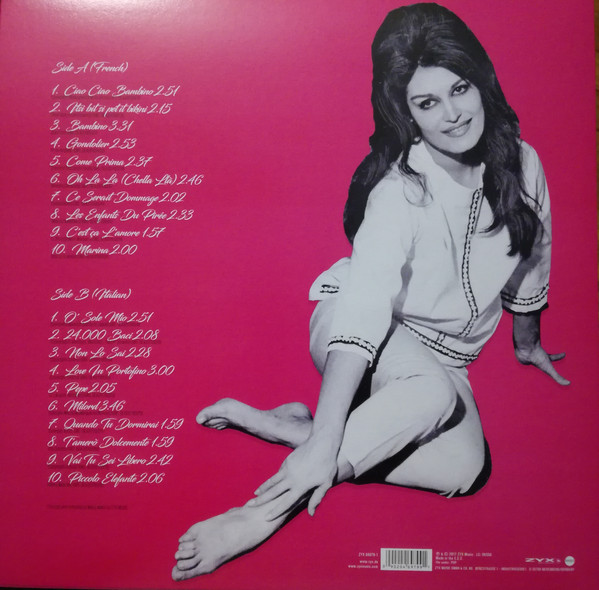 Side A (French)
1. Ciao Ciao Bambino 2.51
2. Itsi bit si petit bikini 2.15
3. Bambino 3.31
4. Gondolier 2.53
5. Come Prima 2.37
6. Oh La La (Chella Llà) 2.46
7. Ce Serait Dommage 2.02
8. Les Enfants Du Pirée 2.33
9. C'est ça L'amore 1.57
10. Marina 2.00
Side B (Italian)
1. O' Sole Mio 2.51
2. 24.000 Baci 2.08
3. Non Lo Sai 2.28
4. Love In Portofino 3.00
5. Pepe 2.05
6. Milord 3.46
7. Quando Tu Dormirai 1.59
8. T'amerò Dolcemente 1.59
9. Vai Tu Sei Libero 2.42
10. Piccolo Elefante 2.06
ZYX